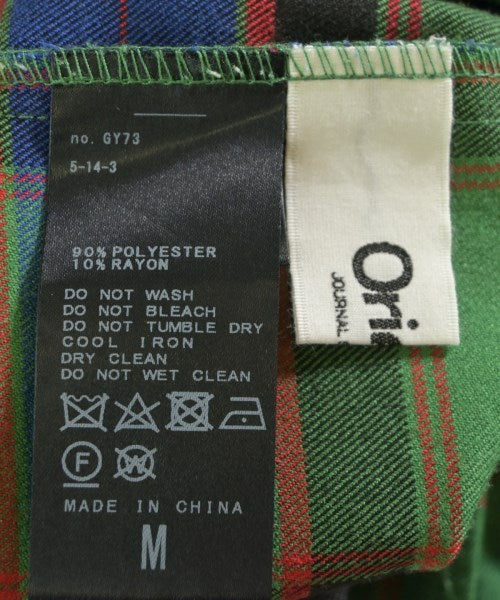 no. GY73
5-14-3
90% POLYESTER
10% RAYON
DO NOT WASH
DO NOT BLEACH
DO NOT TUMBLE DRY
COOL IRON
DRY CLEAN
DO NOT WET CLEAN
F
W
MADE IN CHINA
M
Orie
JOURNAL